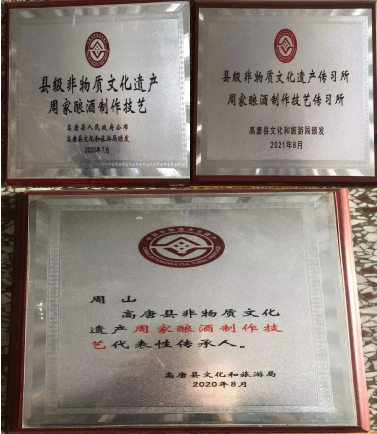 县级非物质文化遗产
周家酿酒制作技艺
高唐县人民政府公布
高唐县文化和旅游局颁发
2020年7月
县级非物质文化遗产传习所
周家酿酒制作技艺传习所
高唐县文化和旅游局颁发
2021年8月
周山
高唐县非物质文化
遗产周家酿酒制作技
艺代表性传承人。
高唐县文化和旅游局
2020年8月